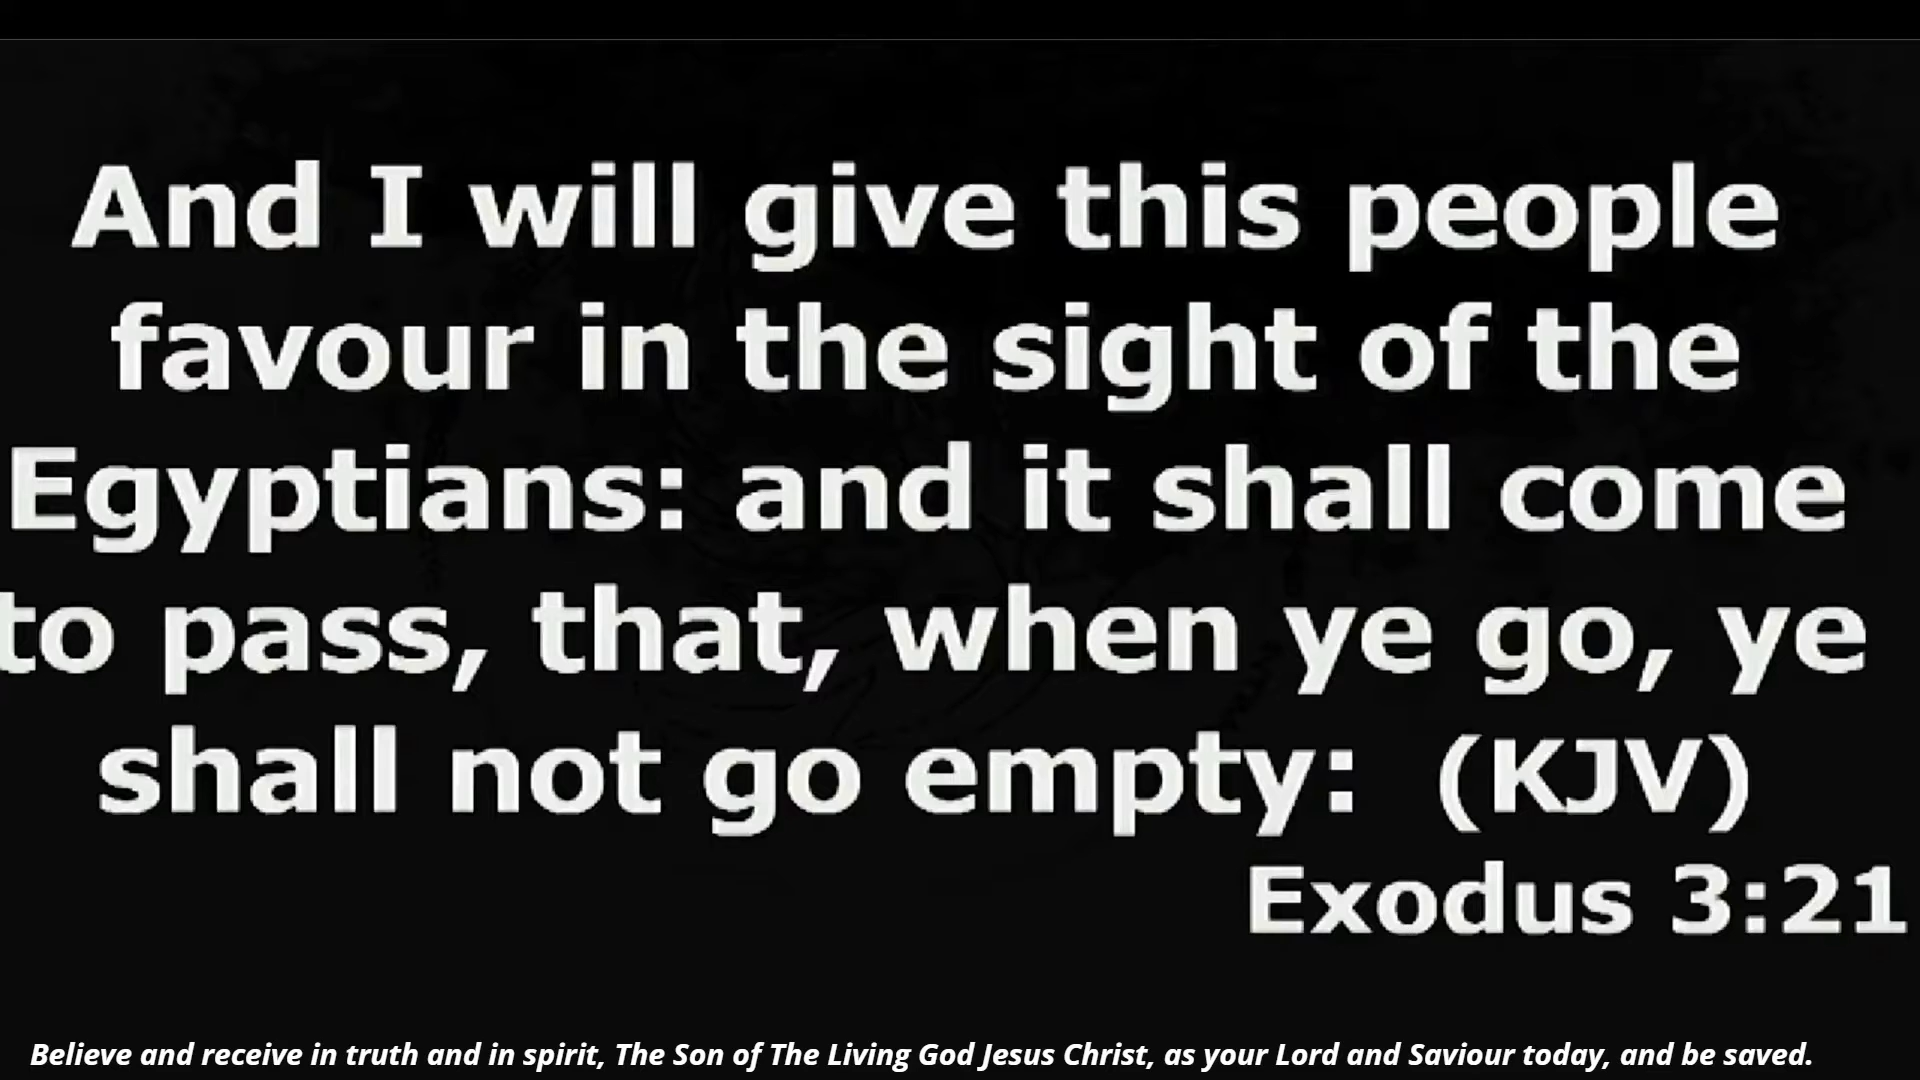 And I will give this people
favour in the sight of the
Egyptians: and it shall come
to pass, that, when ye go, ye
shall not go empty:  (KJV)
Exodus 3:21
Believe and receive in truth and in spirit, The Son of The Living God Jesus Christ, as your Lord and Saviour today, and be saved.